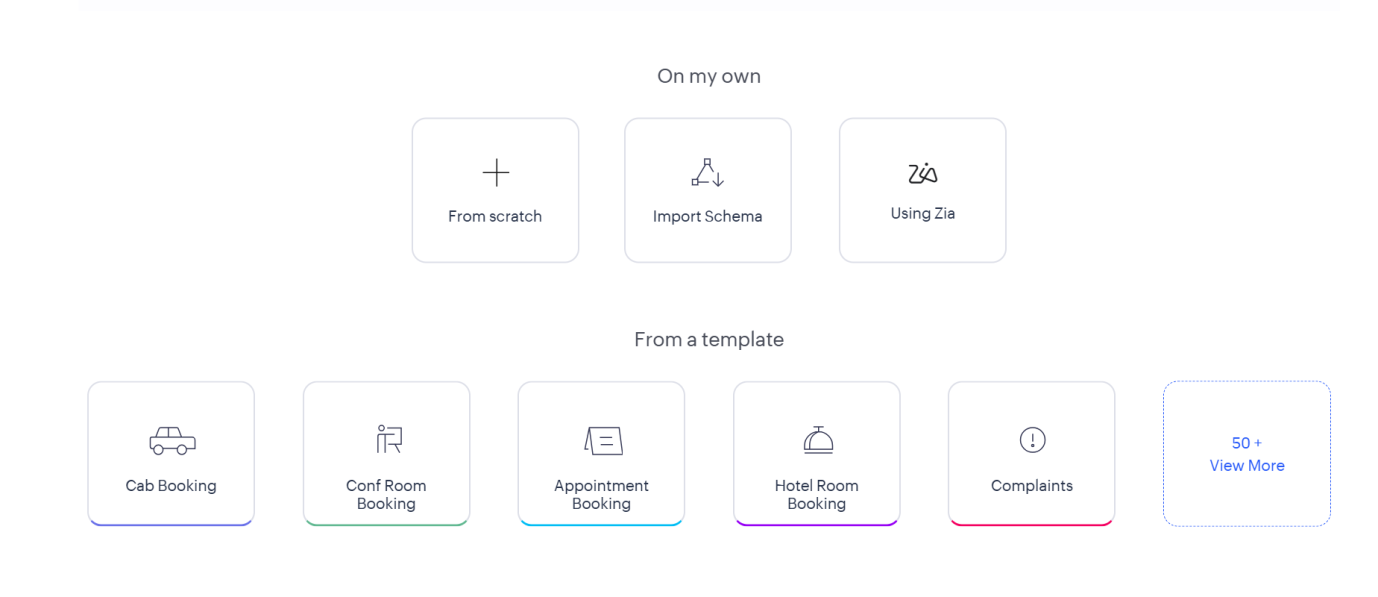 On my own
From scratch
Import Schema
Zia
Using Zia
From a template
Cab Booking
Conf Room
Booking
Appointment
Booking
Hotel Room
Booking
Complaints
50 +
View More